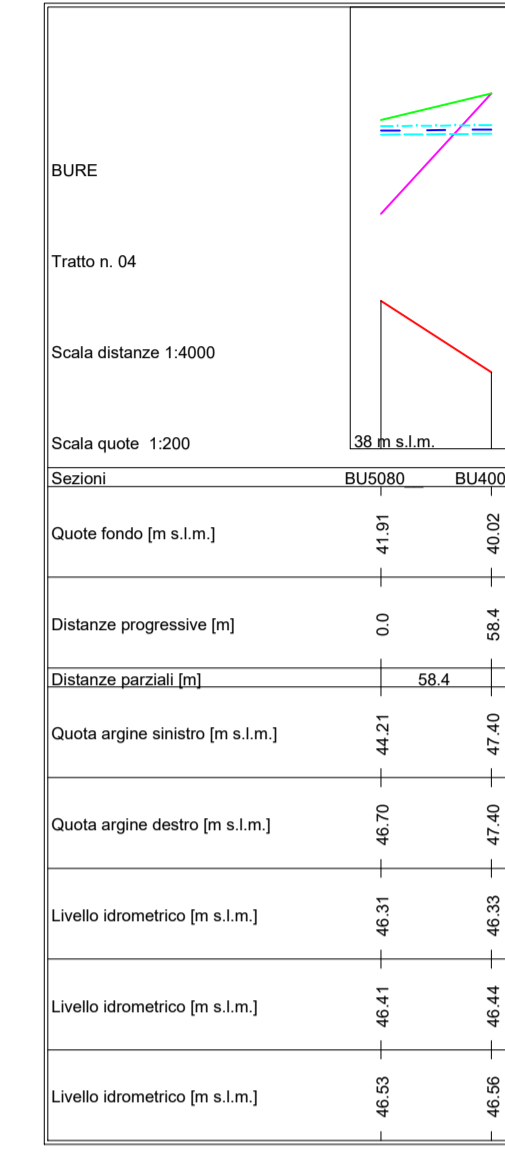 BURE
Tratto n. 04
Scala distanze 1:4000
Scala quote 1:200
38 m s.l.m.
Sezioni BU5080__ BU400
Quote fondo [m s.l.m.] 41.91 40.02
Distanze progressive [m] 0.0 58.4
Distanze parziali [m] 58.4
Quota argine sinistro [m s.l.m.] 44.21 47.40
Quota argine destro [m s.l.m.] 46.70 47.40
Livello idrometrico [m s.l.m.] 46.31 46.33
Livello idrometrico [m s.l.m.] 46.41 46.44
Livello idrometrico [m s.l.m.] 46.53 46.56